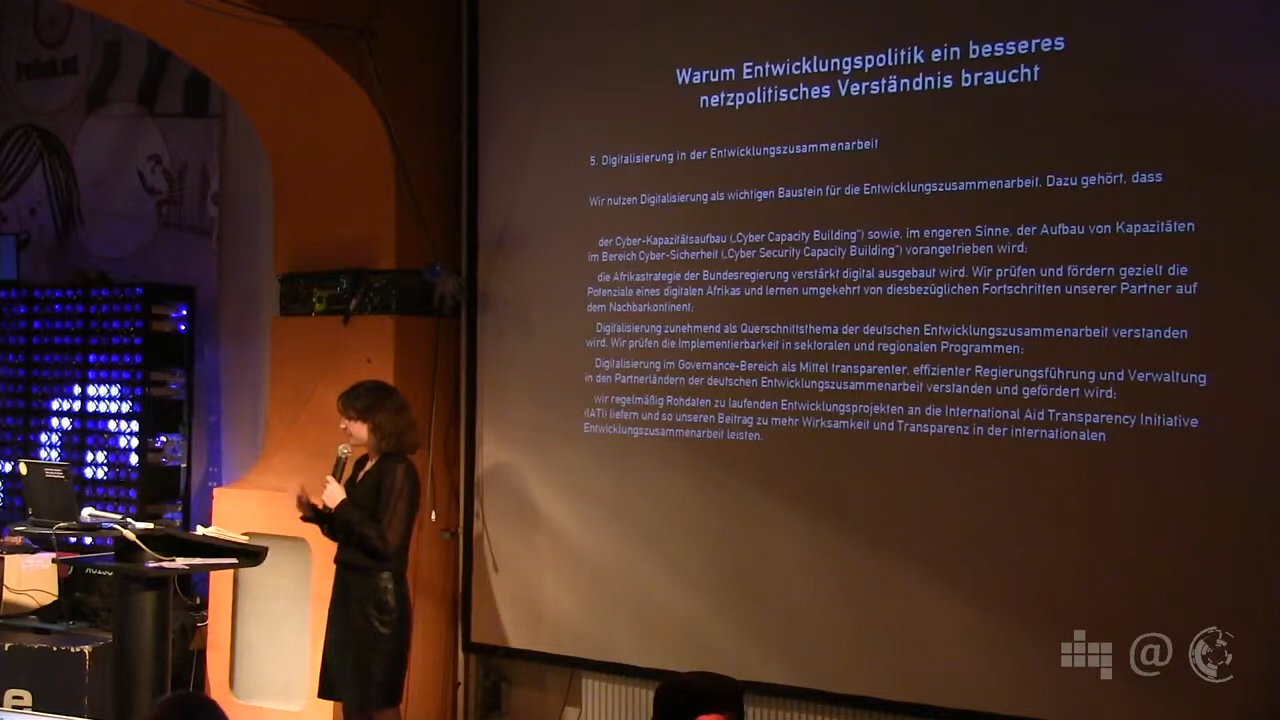 Warum Entwicklungspolitik ein besseres
netzpolitisches Verständnis braucht
5. Digitalisierung in der Entwicklungszusammenarbeit
Wir nutzen Digitalisierung als wichtigen Baustein für die Entwicklungszusammenarbeit. Dazu gehört, dass
der Cyber-Kapazitätsaufbau („Cyber Capacity Building“) sowie, im engeren Sinne, der Aufbau von Kapazitäten
im Bereich Cyber-Sicherheit („Cyber Security Capacity Building“) vorangetrieben wird;
die Afrikastrategie der Bundesregierung verstärkt digital ausgebaut wird. Wir prüfen und fördern gezielt die
Potenziale eines digitalen Afrikas und lernen umgekehrt von diesbezüglichen Fortschritten unserer Partner auf
dem Nachbarkontinent;
Digitalisierung zunehmend als Querschnittsthema der deutschen Entwicklungszusammenarbeit verstanden
wird. Wir prüfen die Implementierbarkeit in sektoralen und regionalen Programmen;
Digitalisierung im Governance-Bereich als Mittel transparenter, effizienter Regierungsführung und Verwaltung
in den Partnerländern der deutschen Entwicklungszusammenarbeit verstanden und gefördert wird;
wir regelmäßig Rohdaten zu laufenden Entwicklungsprojekten an die International Aid Transparency Initiative
(IATI) liefern und so unseren Beitrag zu mehr Wirksamkeit und Transparenz in der internationalen
Entwicklungszusammenarbeit leisten.
@
e